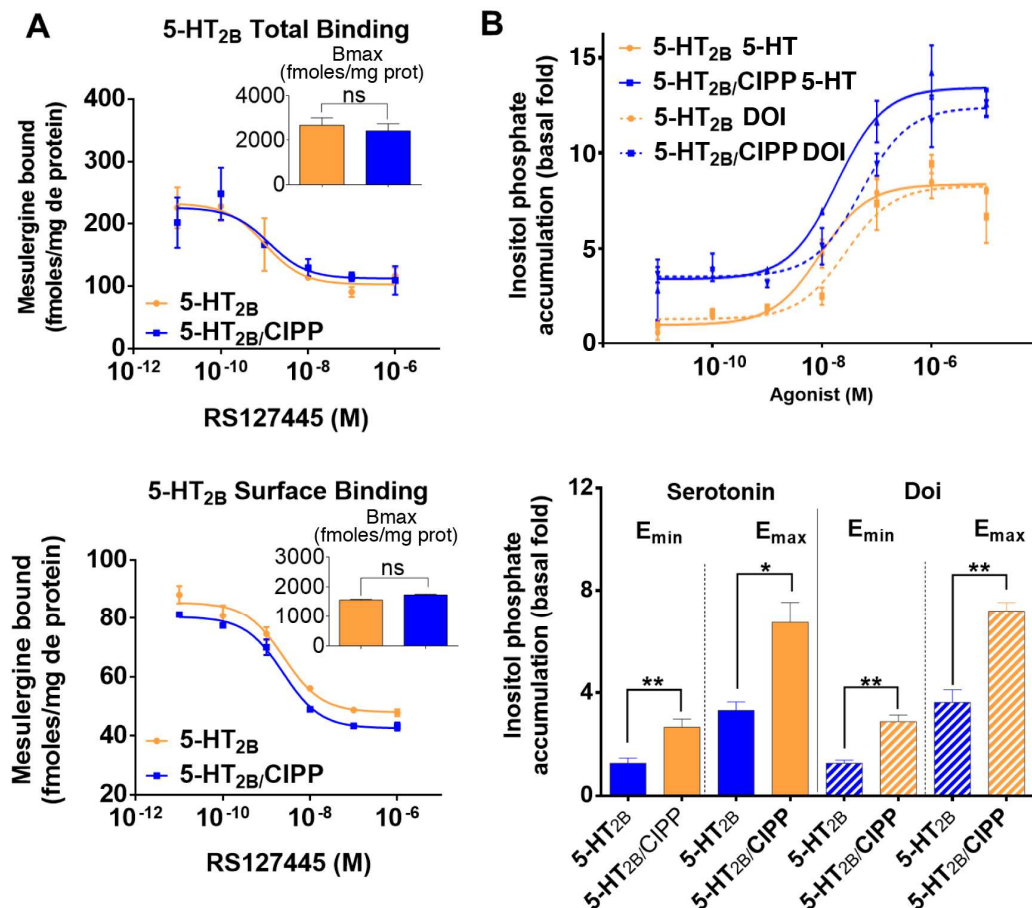 A
5-HT2B Total Binding
Bmax
(fmoles/mg prot)
ns
4000
2000
0
400
300
200
100
0
Mesulergine bound
(fmoles/mg de protein)
5-HT2B
5-HT2B/CIPP
10-12
10-10
10-8
10-6
RS127445 (M)
B
5-HT2B 5-HT
5-HT2B/CIPP 5-HT
5-HT2B DOI
5-HT2B/CIPP DOI
15
10
5
0
Inositol phosphate
accumulation (basal fold)
10-10
10-8
10-6
Agonist (M)
5-HT2B Surface Binding
Bmax
(fmoles/mg prot)
ns
3000
2000
1000
0
100
80
60
40
20
Mesulergine bound
(fmoles/mg de protein)
5-HT2B
5-HT2B/CIPP
10-12
10-10
10-8
10-6
RS127445 (M)
12
8
4
0
Inositol phosphate
accumulation (basal fold)
Serotonin
Doi
Emin
Emax
Emin
Emax
**
*
**
**
5-HT2B
5-HT2B/CIPP
5-HT2B
5-HT2B/CIPP
5-HT2B
5-HT2B/CIPP
5-HT2B
5-HT2B/CIPP